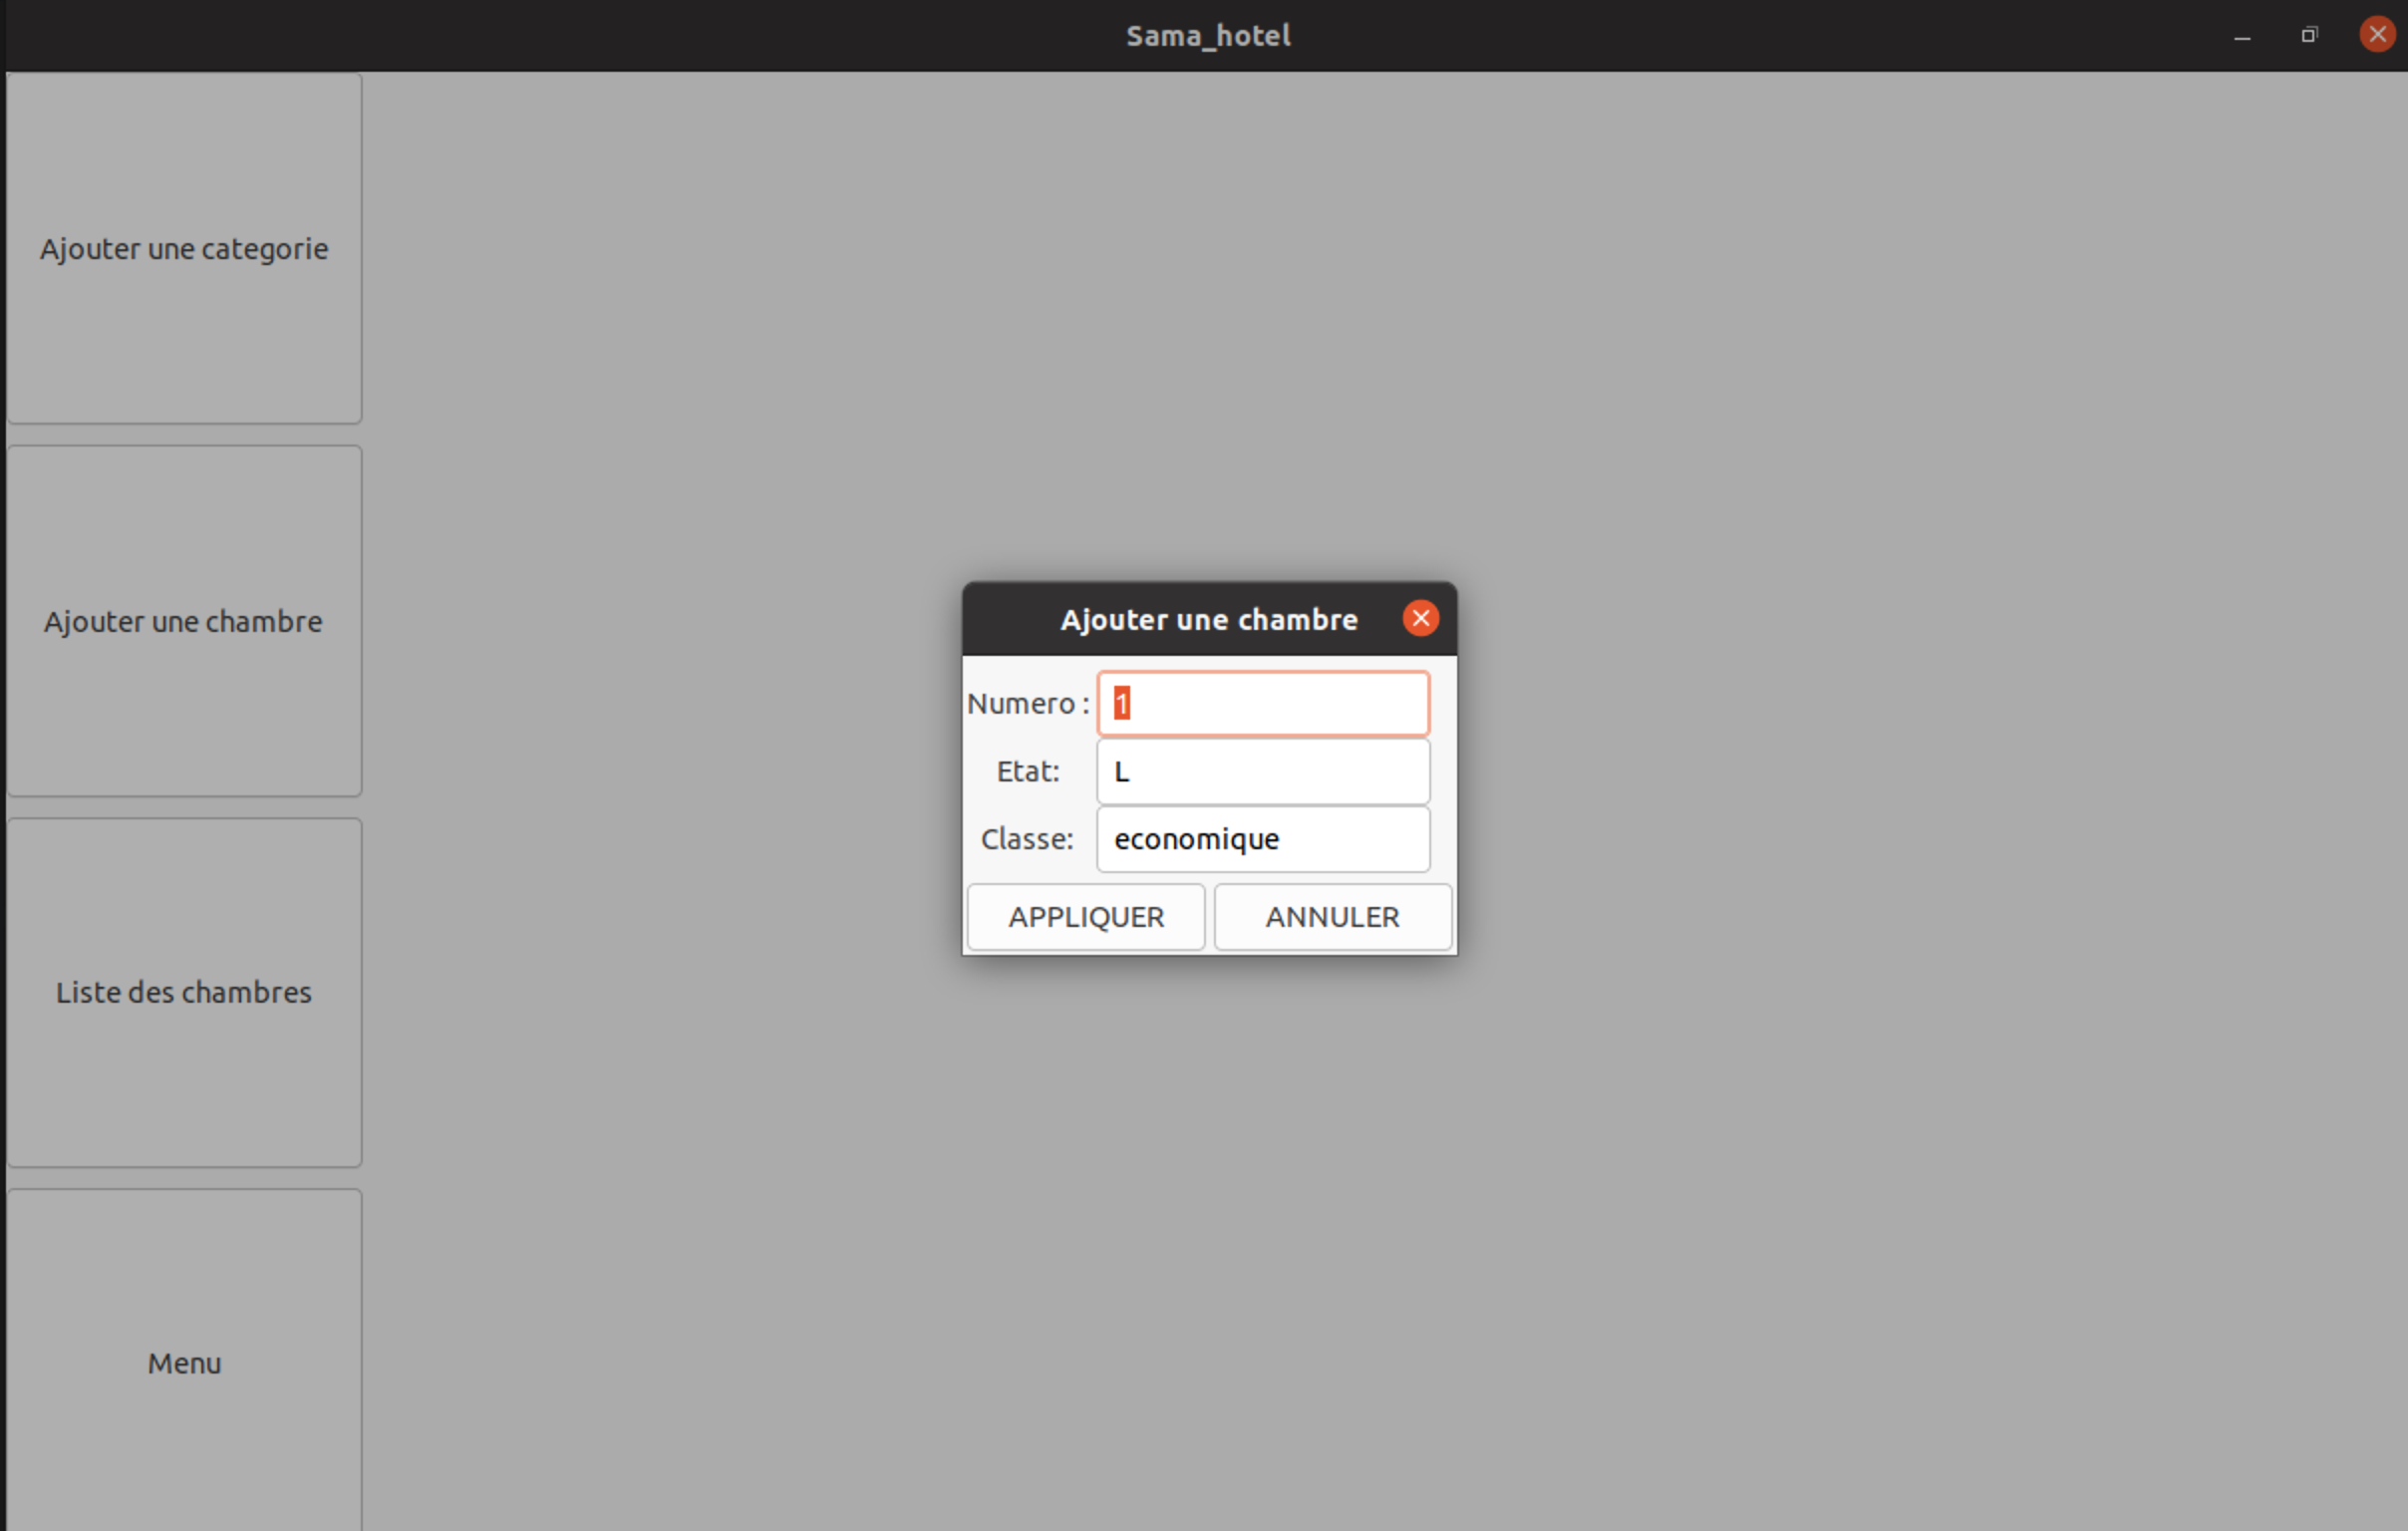 Sama_hotel
Ajouter une categorie
Ajouter une chambre
Liste des chambres
Menu
Ajouter une chambre
Numero : 1
Etat: L
Classe: economique
APPLIQUER ANNULER